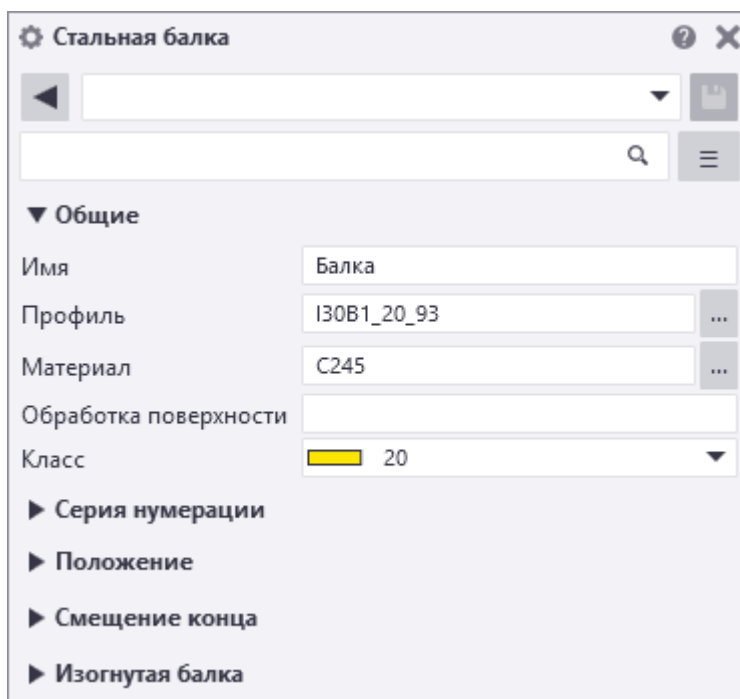 Стальная балка
Общие
Имя Балка
Профиль I30B1_20_93 ...
Материал C245 ...
Обработка поверхности
Класс 20
Серия нумерации
Положение
Смещение конца
Изогнутая балка